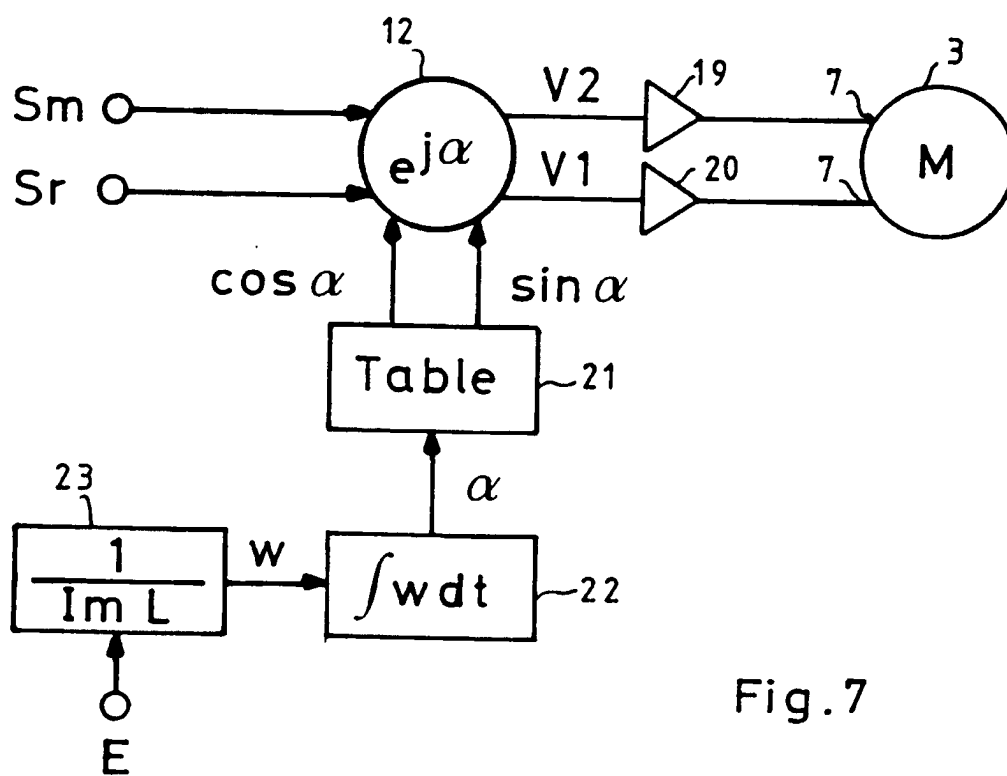 12
19
3
Sm
V2
7
e^{jα}
M
Sr
V1
20
7
cos α
sin α
Table
21
23
α
1
w
∫w dt
22
Im L
E
Fig.7